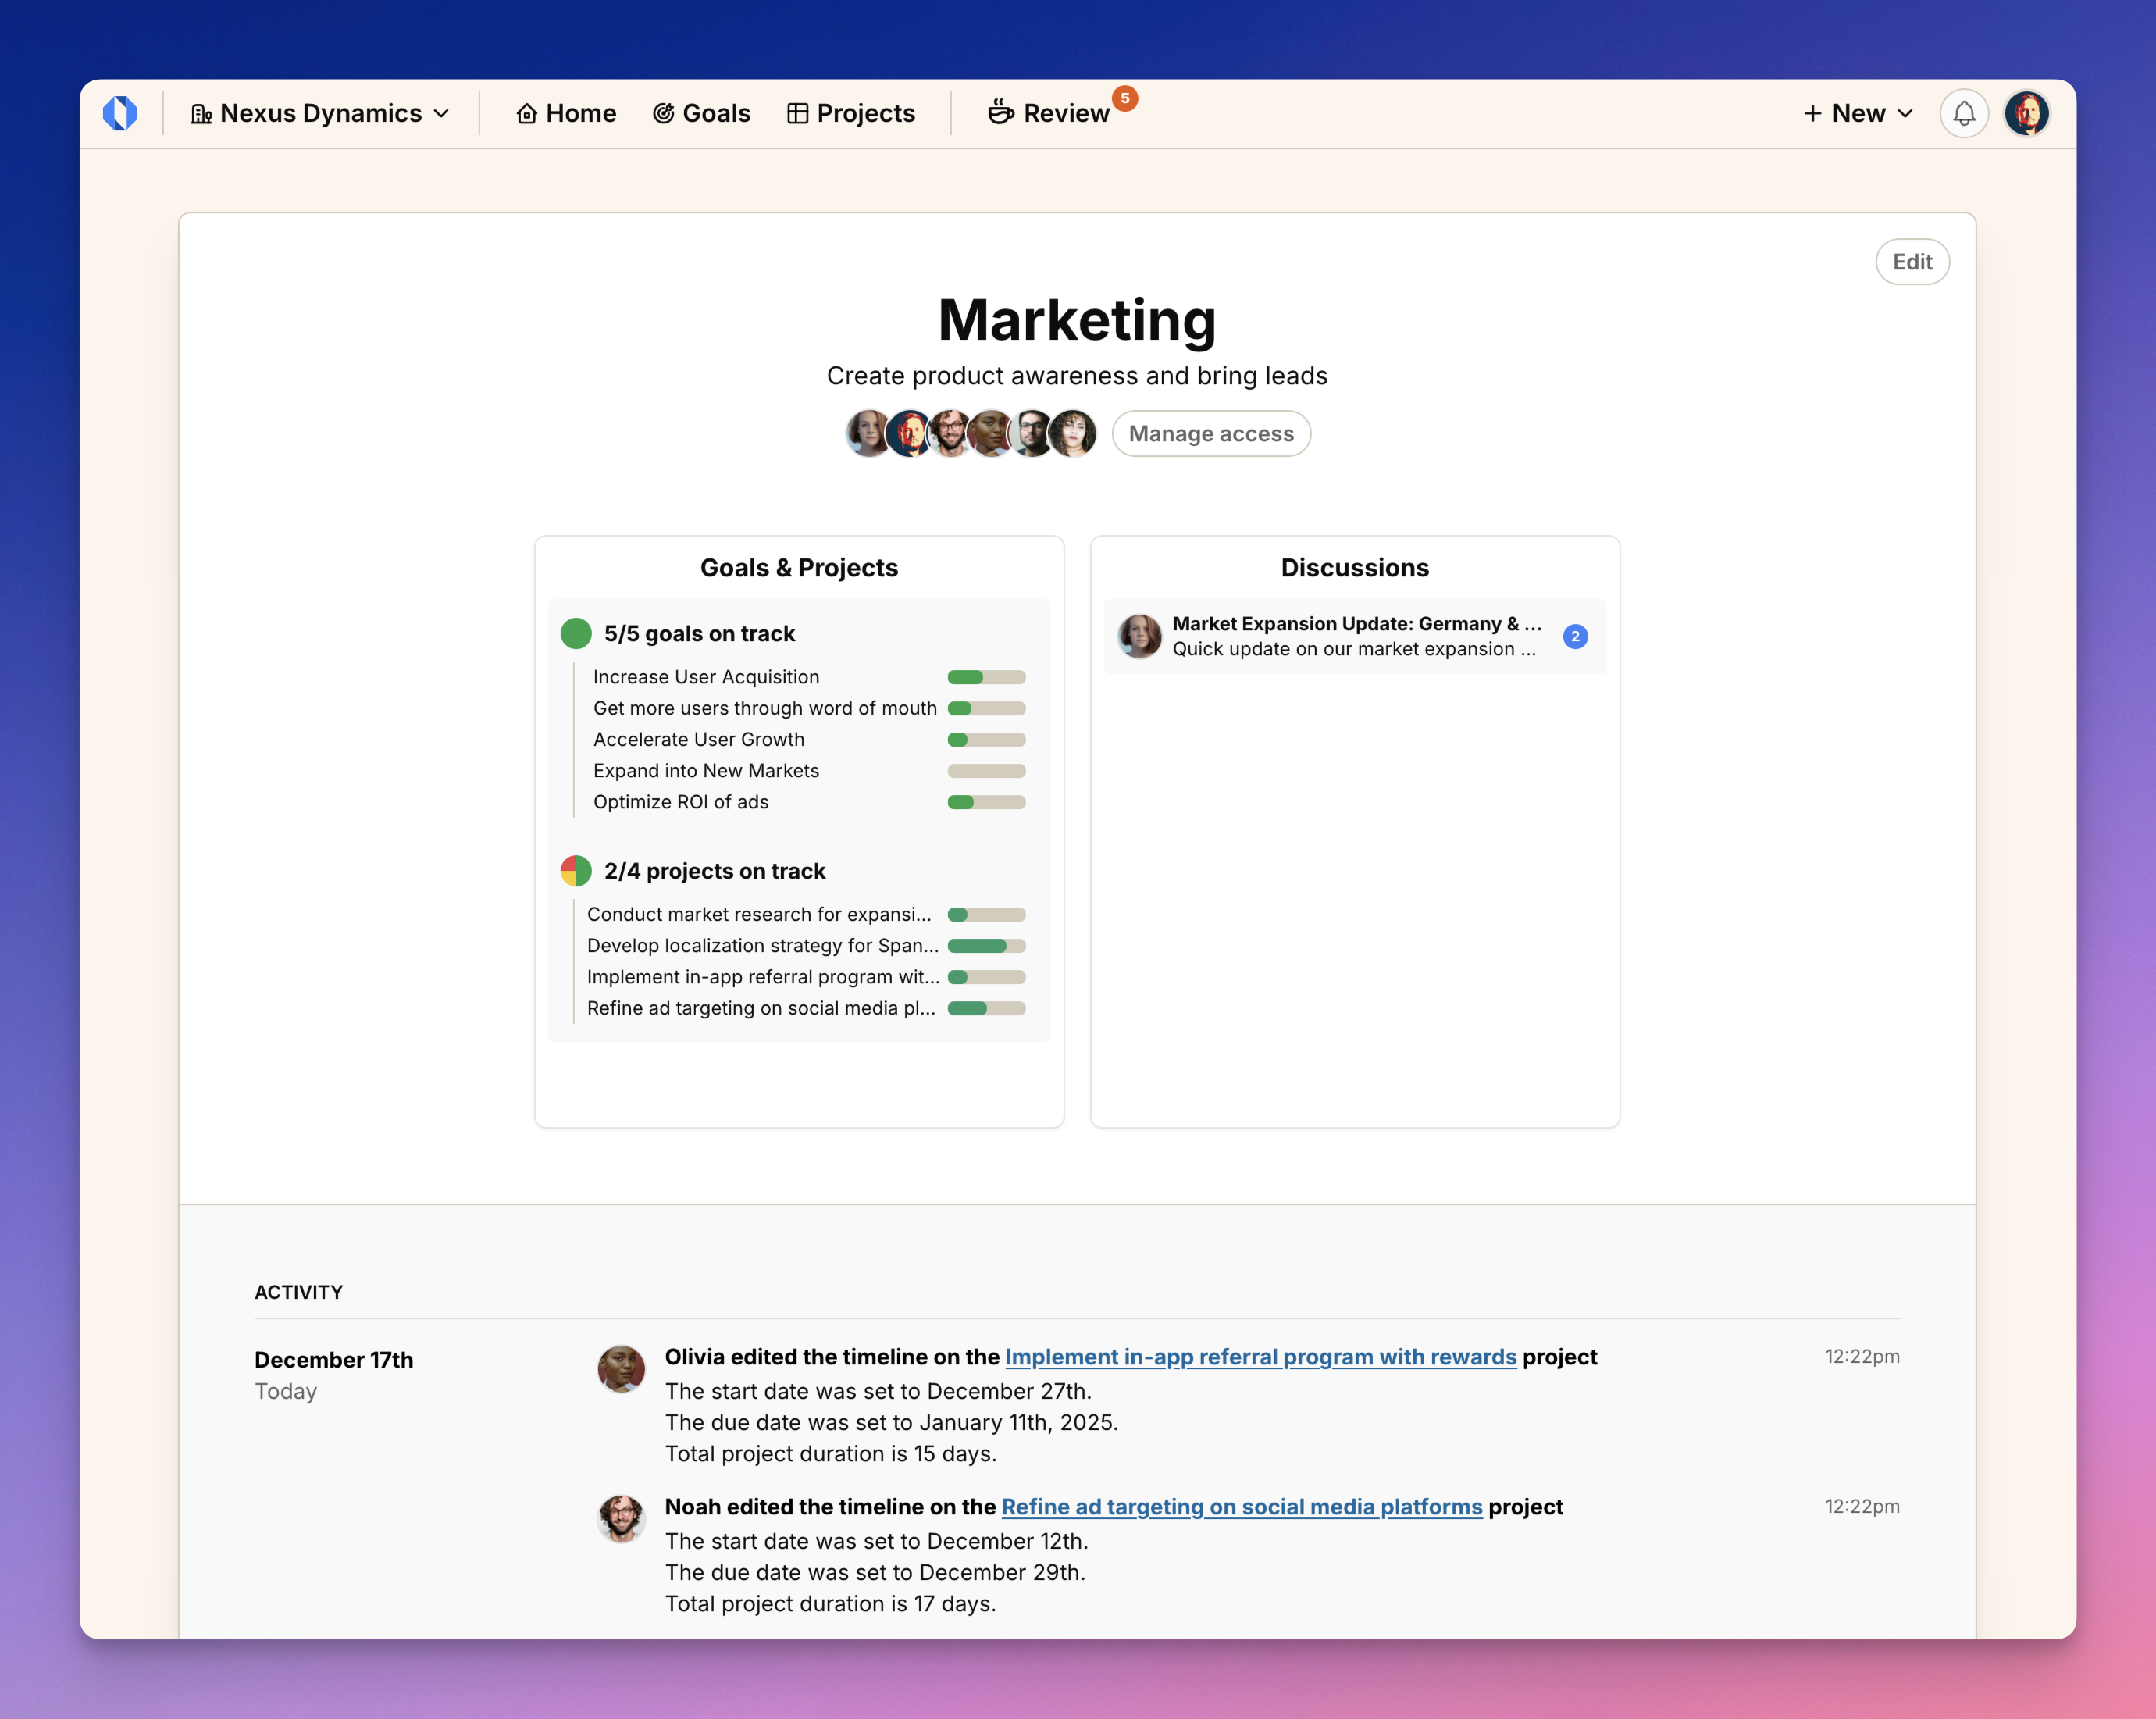 Nexus Dynamics
Home
Goals
Projects
Review
5
+ New
Edit
Marketing
Create product awareness and bring leads
Manage access
Goals & Projects
5/5 goals on track
Increase User Acquisition
Get more users through word of mouth
Accelerate User Growth
Expand into New Markets
Optimize ROI of ads
2/4 projects on track
Conduct market research for expansi...
Develop localization strategy for Span...
Implement in-app referral program wit...
Refine ad targeting on social media pl...
Discussions
Market Expansion Update: Germany & ...
Quick update on our market expansion ...
2
ACTIVITY
December 17th
Today
Olivia edited the timeline on the Implement in-app referral program with rewards project
12:22pm
The start date was set to December 27th.
The due date was set to January 11th, 2025.
Total project duration is 15 days.
Noah edited the timeline on the Refine ad targeting on social media platforms project
12:22pm
The start date was set to December 12th.
The due date was set to December 29th.
Total project duration is 17 days.